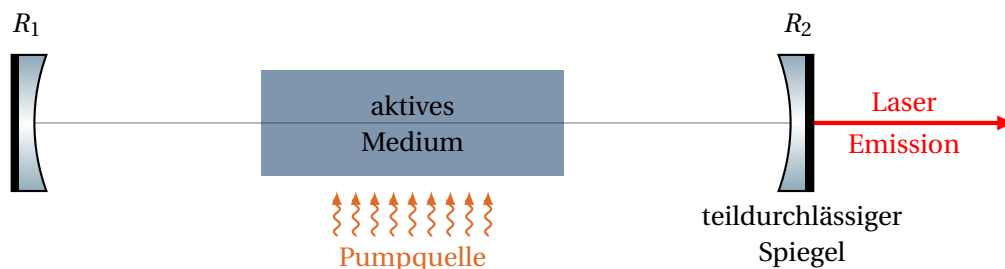 R₁
R₂
aktives
Medium
Laser
Emission
teildurchlässiger
Spiegel
Pumpquelle